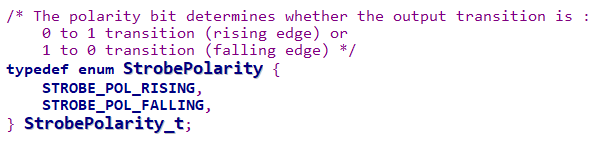 /* The polarity bit determines whether the output transition is :
    0 to 1 transition (rising edge) or
    1 to 0 transition (falling edge) */
typedef enum StrobePolarity {
    STROBE_POL_RISING,
    STROBE_POL_FALLING,
} StrobePolarity_t;